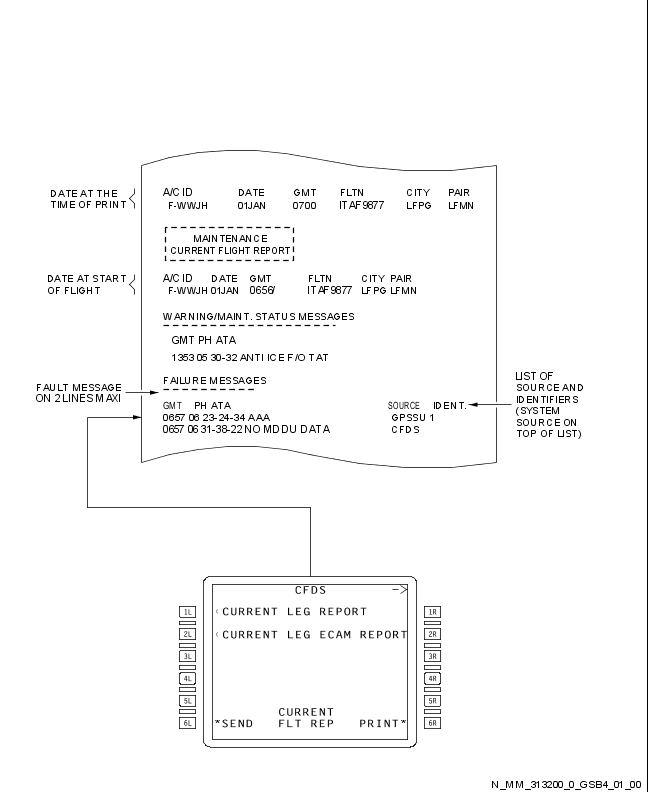 DATE AT THE TIME OF PRINT
A/C ID DATE GMT FLTN CITY PAIR
F-WWJH 01JAN 0700 ITAF9877 LFPG LFMN
MAINTENANCE
CURRENT FLIGHT REPORT
DATE AT START OF FLIGHT
A/C ID DATE GMT FLTN CITY PAIR
F-WWJH 01JAN 0656/ ITAF9877 LFPG LFMN
WARNING/MAINT. STATUS MESSAGES
GMT PH ATA
1353 05 30-32 ANTI ICE F/O TAT
FAULT MESSAGE
ON 2 LINES MAXI
FAILURE MESSAGES
GMT PH ATA SOURCE IDENT.
0657 06 23-24-34 AAA GPSSU 1
0657 06 31-38-22 NO MDDU DATA CFDS
LIST OF
SOURCE AND
IDENTIFIERS
(SYSTEM
SOURCE ON
TOP OF LIST)
CFDS ->
1L <CURRENT LEG REPORT 1R
2L <CURRENT LEG ECAM REPORT 2R
3L 3R
4L 4R
5L 5R
CURRENT
6L *SEND FLT REP PRINT* 6R
N_MM_313200_0_GSB4_01_00